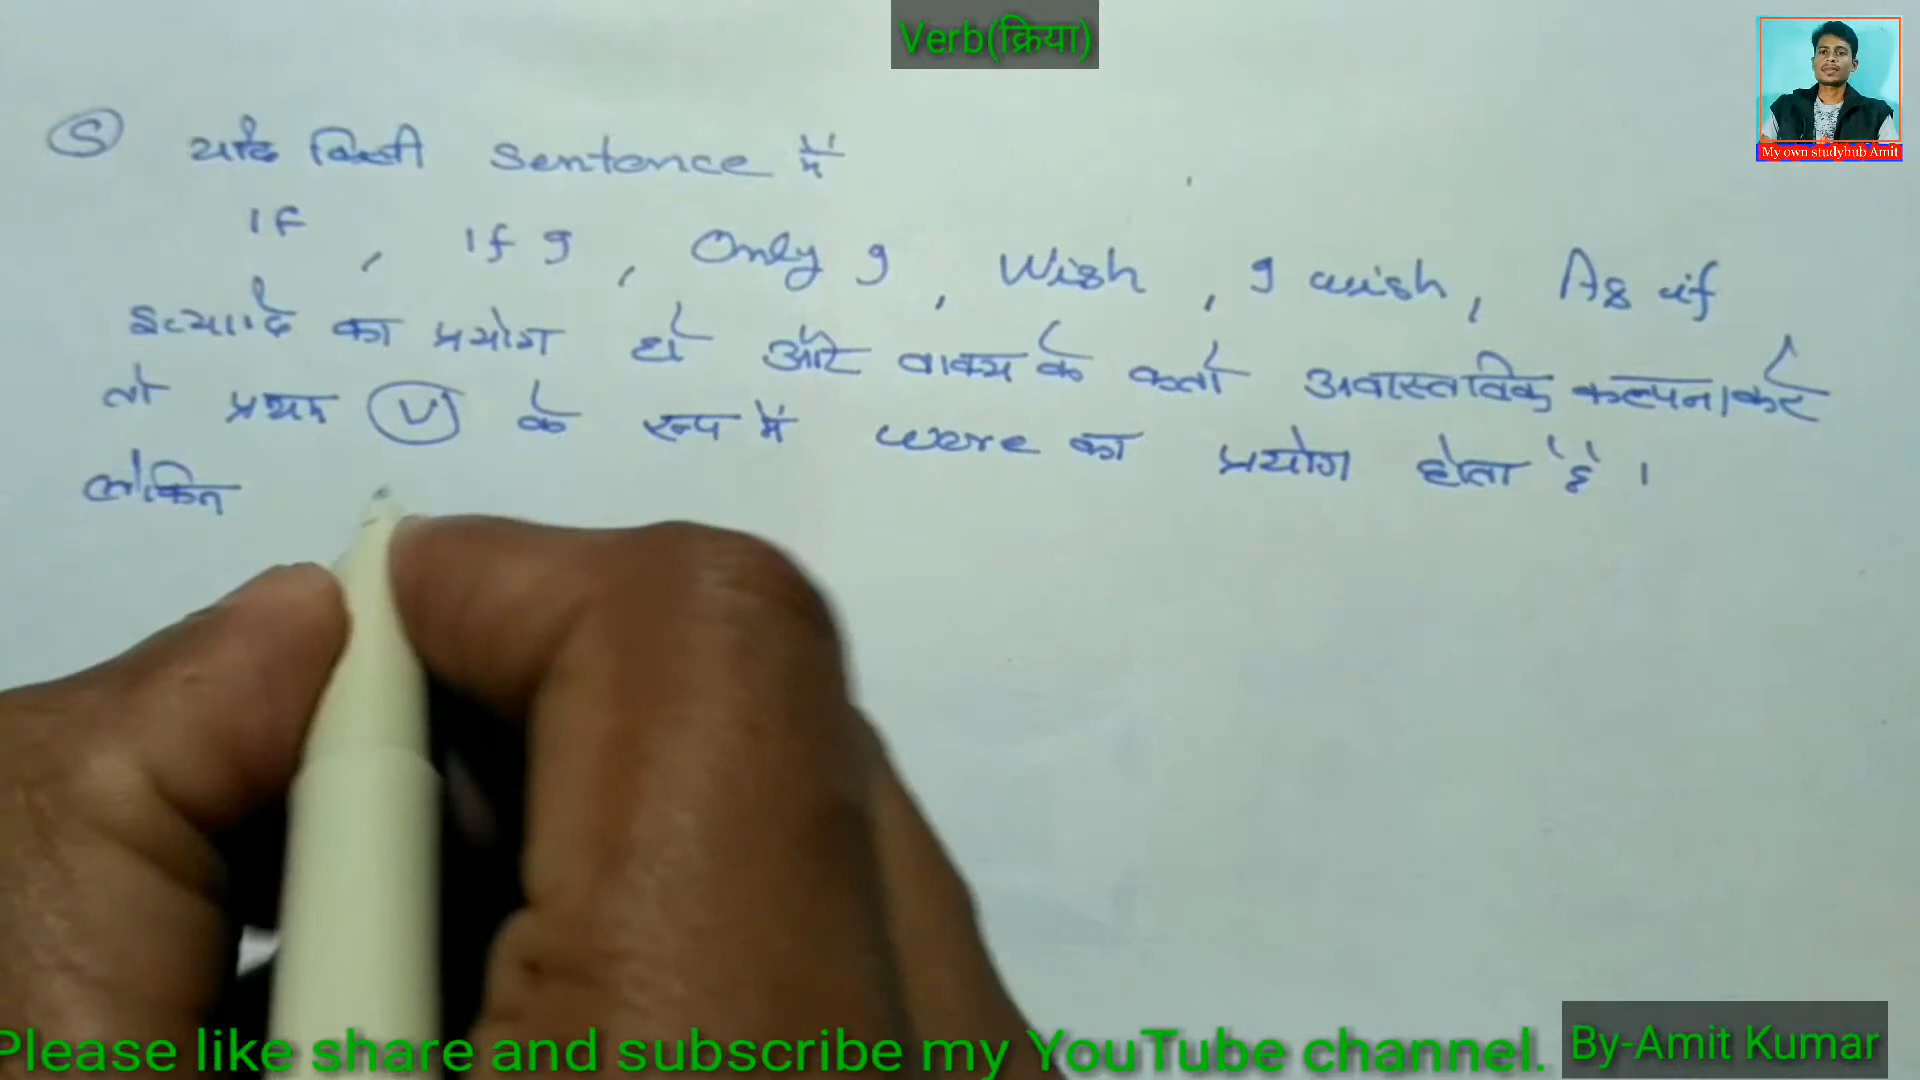 Verb(क्रिया)
My own studyhub Amit
5 यदि किसी Sentence में
If , If I , Only I , Wish , I wish , As if
इत्यादि का प्रयोग हो और वाक्य के कर्ता अवास्तविक कल्पना करे
तो प्रथम V के रूप में were का प्रयोग होता है ।
लेकिन
Please like share and subscribe my YouTube channel.
By-Amit Kumar